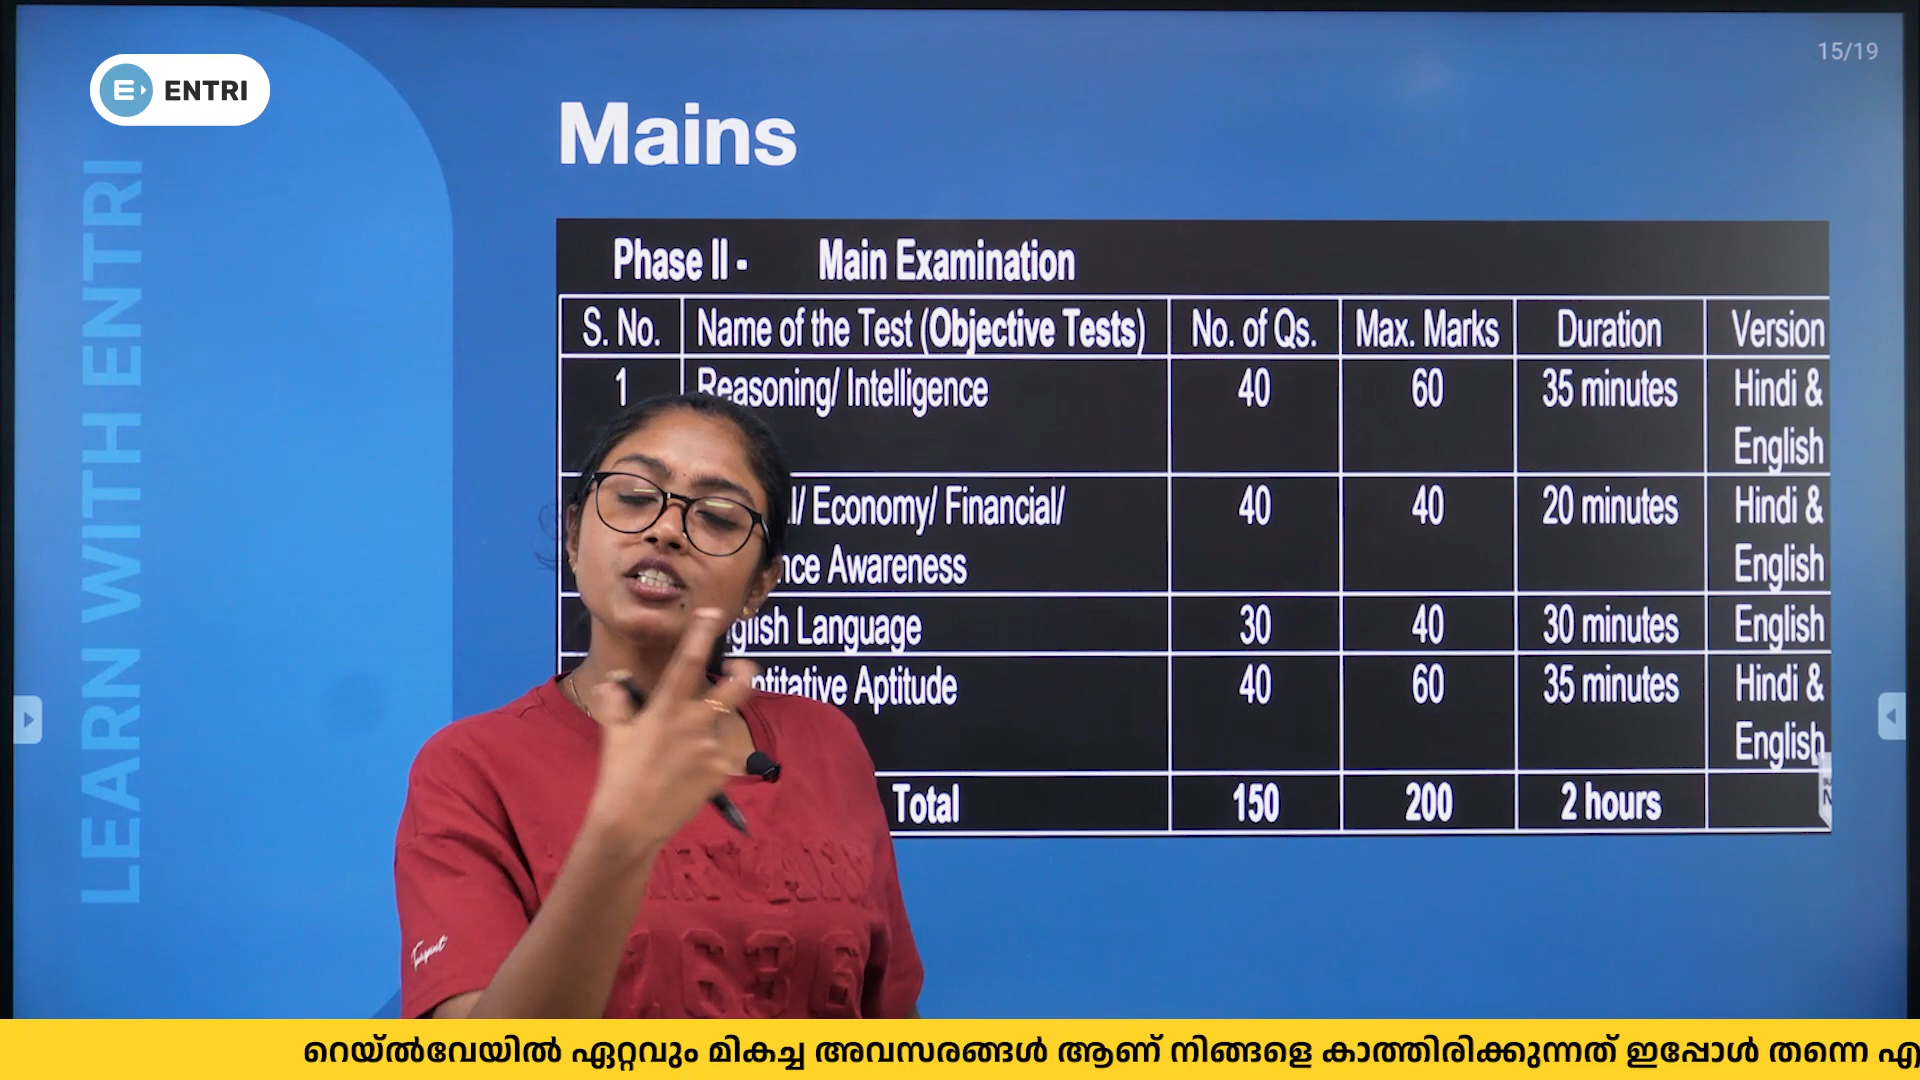 ENTRI
15/19
LEARN WITH ENTRI
Mains
Phase II - Main Examination
S. No. Name of the Test (Objective Tests) No. of Qs. Max. Marks Duration Version
1 Reasoning/ Intelligence 40 60 35 minutes Hindi &
English
Economy/ Financial/ 40 40 20 minutes Hindi &
Awareness English
Language 30 40 30 minutes English
Aptitude 40 60 35 minutes Hindi &
English
Total 150 200 2 hours
റെയ്ൽവേയിൽ ഏറ്റവും മികച്ച അവസരങ്ങൾ ആണ് നിങ്ങളെ കാത്തിരിക്കുന്നത് ഇപ്പോൾ തന്നെ